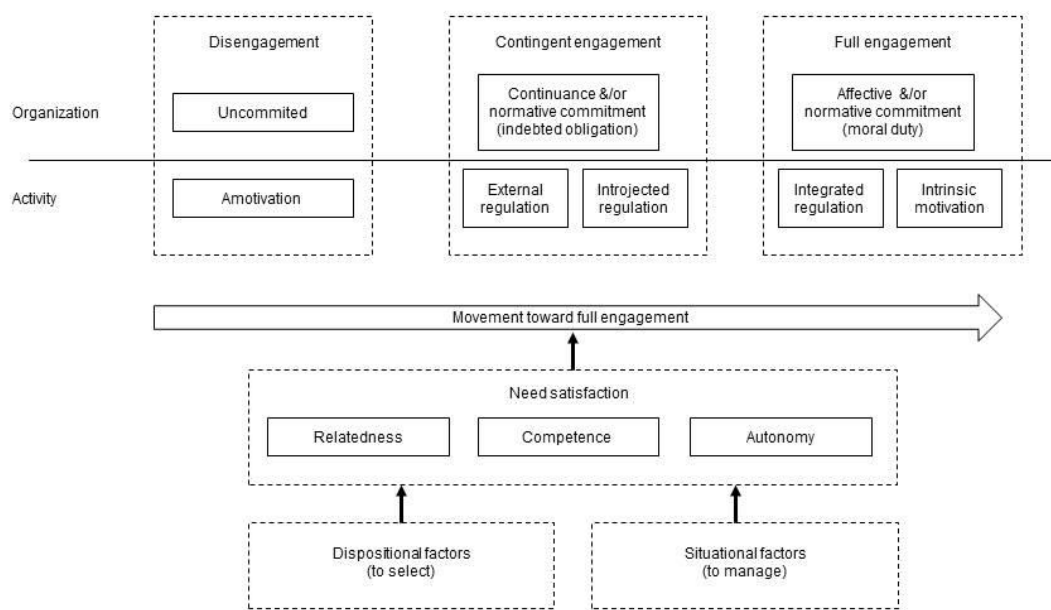 Disengagement
Contingent engagement
Full engagement
Organization
Uncommited
Continuance &/or
normative commitment
(indebted obligation)
Affective &/or
normative commitment
(moral duty)
Activity
Amotivation
External
regulation
Introjected
regulation
Integrated
regulation
Intrinsic
motivation
Movement toward full engagement
Need satisfaction
Relatedness
Competence
Autonomy
Dispositional factors
(to select)
Situational factors
(to manage)